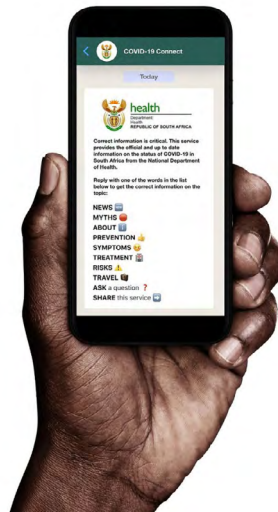 COVID-19 Connect
Today
health
Department:
Health
REPUBLIC OF SOUTH AFRICA
Correct information is critical. This service
provides the official and up to date
information on the status of COVID-19 in
South Africa from the National Department
of Health.
Reply with one of the words in the list
below to get the correct information on the
topic:
NEWS
MYTHS
ABOUT
PREVENTION
SYMPTOMS
TREATMENT
RISKS
TRAVEL
ASK a question ❓
SHARE this service